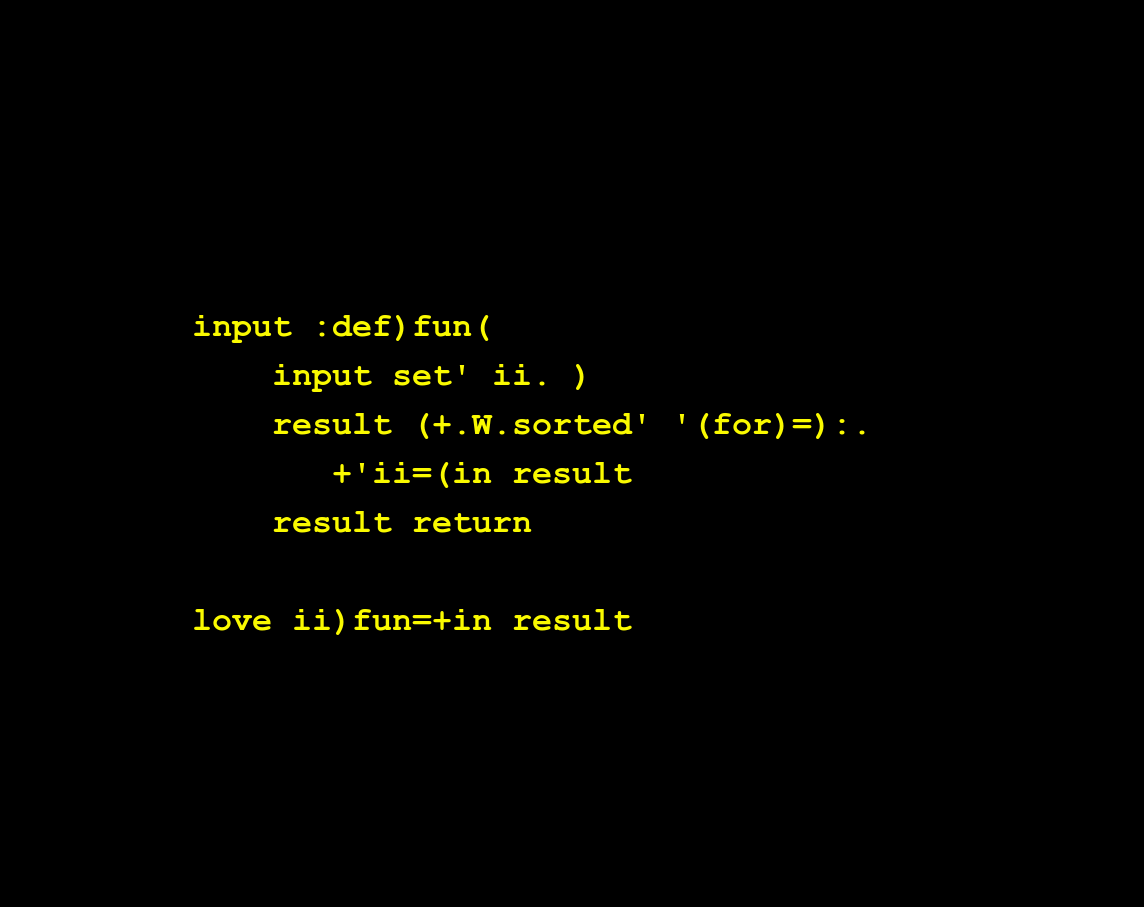 input :def)fun(
    input set' ii. )
    result (+.W.sorted' '(for)=):.
       +'ii=(in result
    result return

love ii)fun=+in result